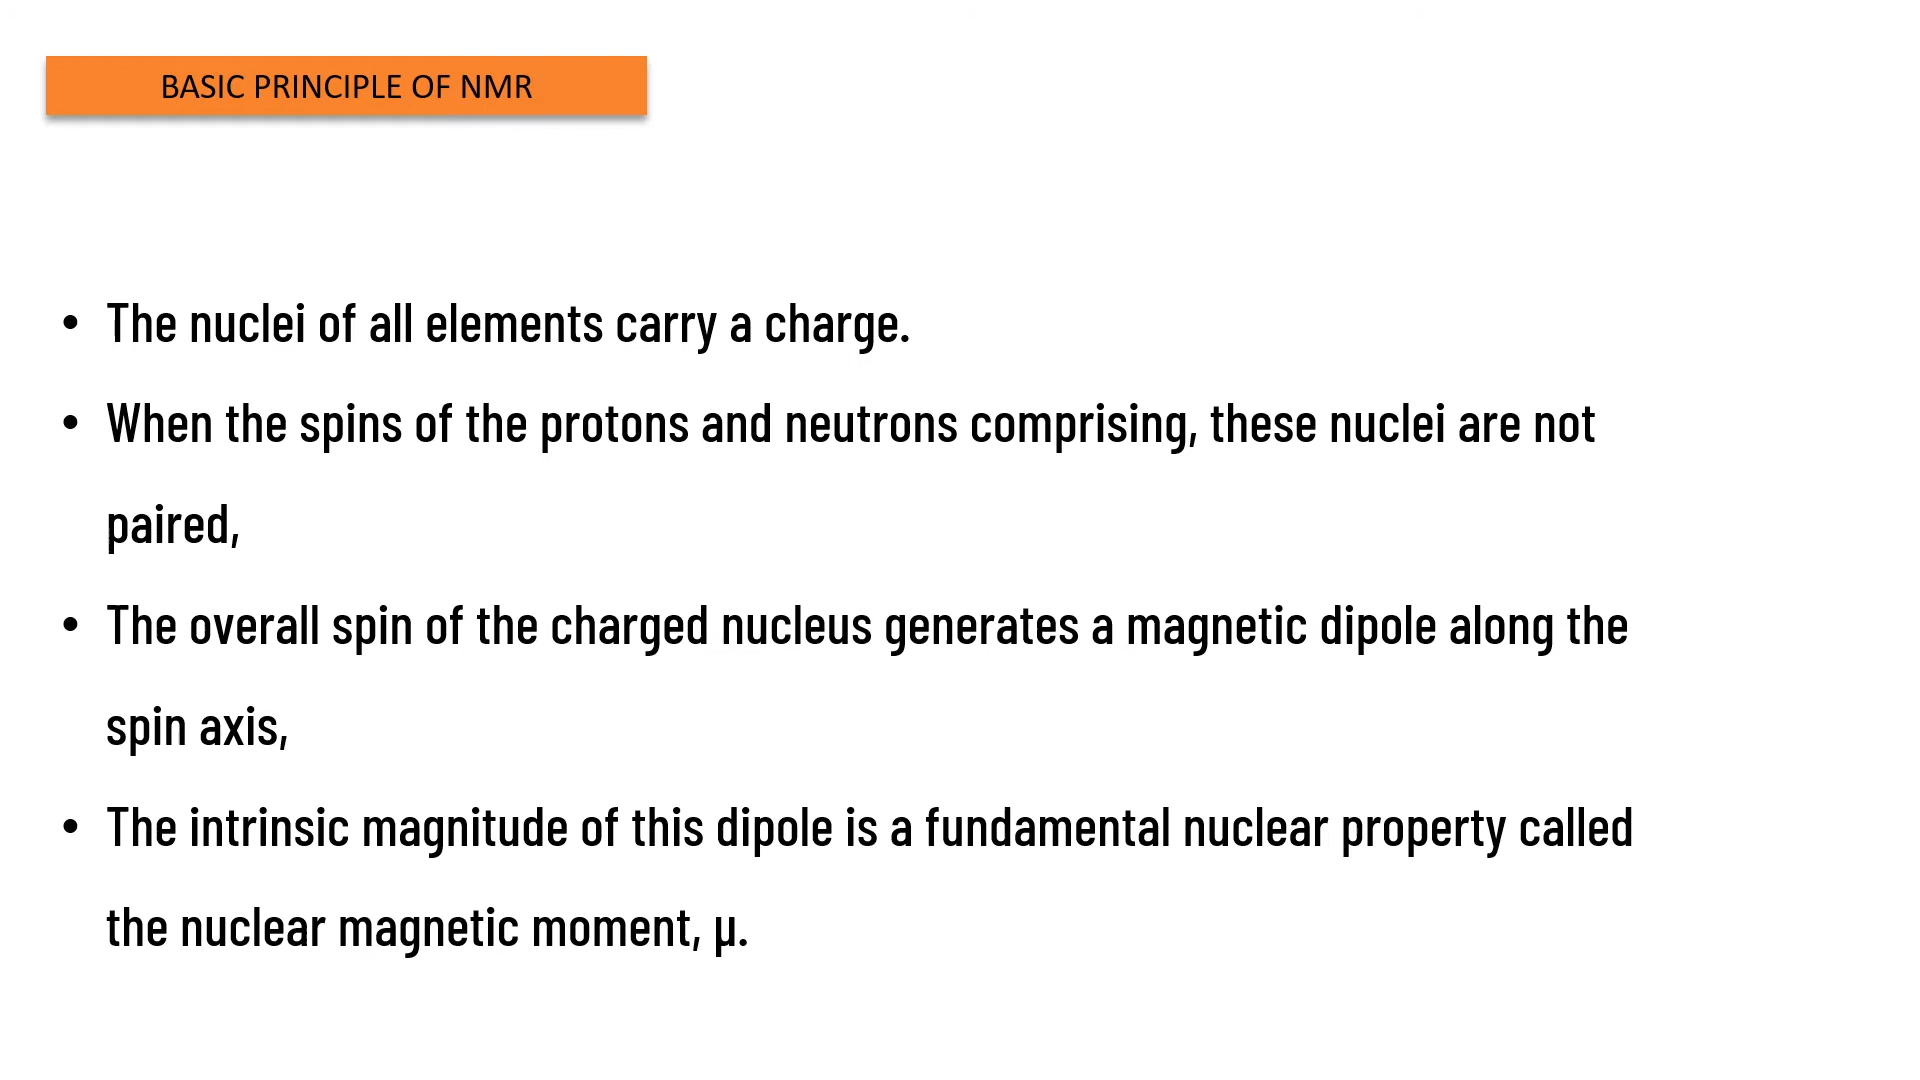 BASIC PRINCIPLE OF NMR
• The nuclei of all elements carry a charge.
• When the spins of the protons and neutrons comprising, these nuclei are not
paired,
• The overall spin of the charged nucleus generates a magnetic dipole along the
spin axis,
• The intrinsic magnitude of this dipole is a fundamental nuclear property called
the nuclear magnetic moment, μ.